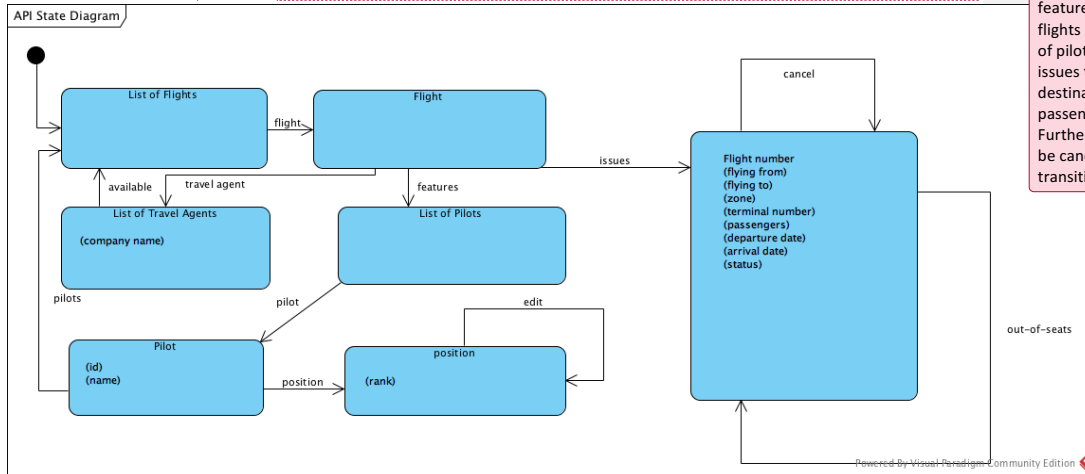 API State Diagram
feature
flights
of pilot
issues
destina
passen
Further
be canc
transiti
cancel
List of Flights
Flight
flight
issues
Flight number
(flying from)
(flying to)
(zone)
(terminal number)
(passengers)
(departure date)
(arrival date)
(status)
available
travel agent
features
List of Travel Agents
(company name)
List of Pilots
pilots
pilot
edit
out-of-seats
Pilot
(id)
(name)
position
position
(rank)
Powered By Visual Paradigm Community Edition